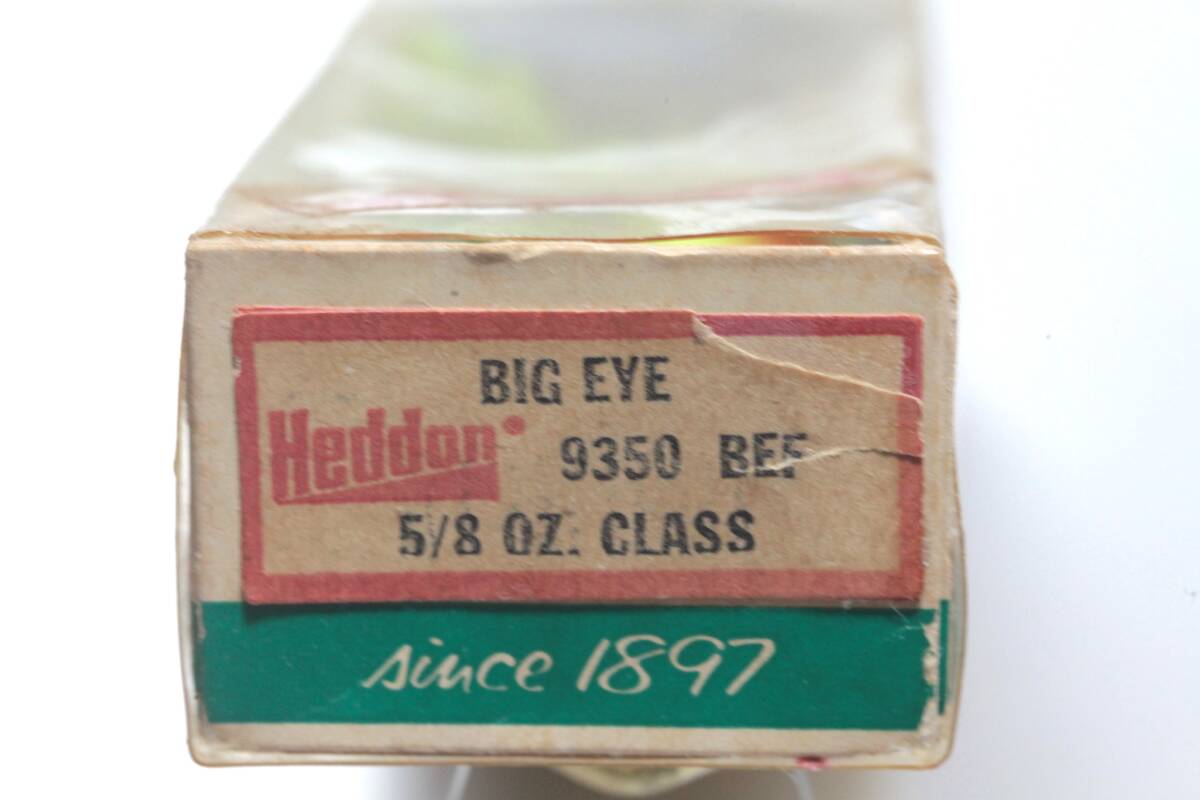 BIG EYE
Heddon 9350 BEF
5/8 OZ. CLASS
since 1897